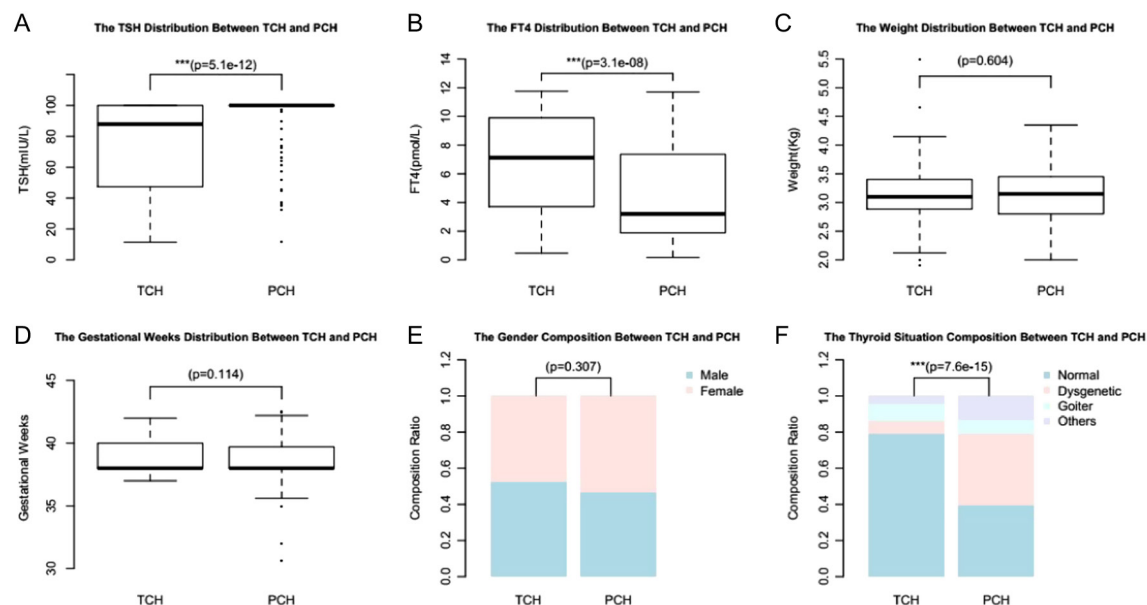 A
The TSH Distribution Between TCH and PCH
***(p=5.1e-12)
TSH(mIU/L)
0 20 40 60 80 100
TCH PCH
B
The FT4 Distribution Between TCH and PCH
***(p=3.1e-08)
FT4(pmol/L)
0 2 4 6 8 10 12 14
TCH PCH
C
The Weight Distribution Between TCH and PCH
(p=0.604)
Weight(Kg)
2.0 2.5 3.0 3.5 4.0 4.5 5.0 5.5
TCH PCH
D
The Gestational Weeks Distribution Between TCH and PCH
(p=0.114)
Gestational Weeks
30 35 40 45
TCH PCH
E
The Gender Composition Between TCH and PCH
(p=0.307)
Male
Female
Composition Ratio
0.0 0.2 0.4 0.6 0.8 1.0 1.2
TCH PCH
F
The Thyroid Situation Composition Between TCH and PCH
***(p=7.6e-15)
Normal
Dysgenetic
Goiter
Others
Composition Ratio
0.0 0.2 0.4 0.6 0.8 1.0 1.2
TCH PCH